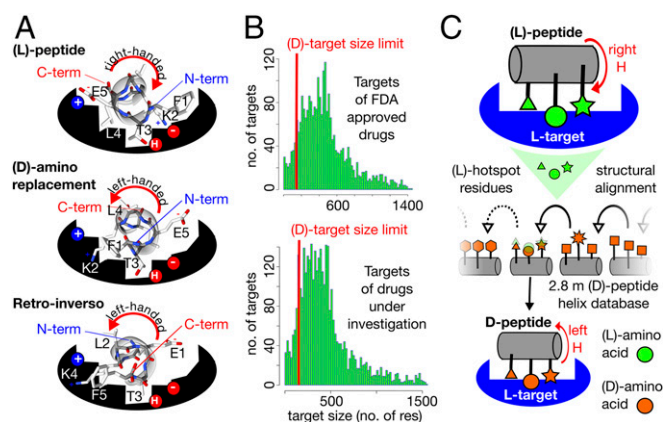 A
(L)-peptide
right-handed
C-term
N-term
+
E5
F1
K2
L4
T3
H
−
(D)-amino
replacement
left-handed
C-term
N-term
L4
E5
+
F1
K2
T3
H
−
Retro-inverso
left-handed
N-term
C-term
L2
E1
+
K4
F5
T3
H
−
B
(D)-target size limit
no. of targets
120
80
40
0
Targets
of FDA
approved
drugs
600
1400
(D)-target size limit
no. of targets
120
80
40
0
Targets
of drugs
under
investigation
500
1500
target size (no. of res)
C
(L)-peptide
right
H
L-target
(L)-hotspot
residues
structural
alignment
2.8 m (D)-peptide
helix database
D-peptide
left
H
L-target
(L)-amino
acid
(D)-amino
acid